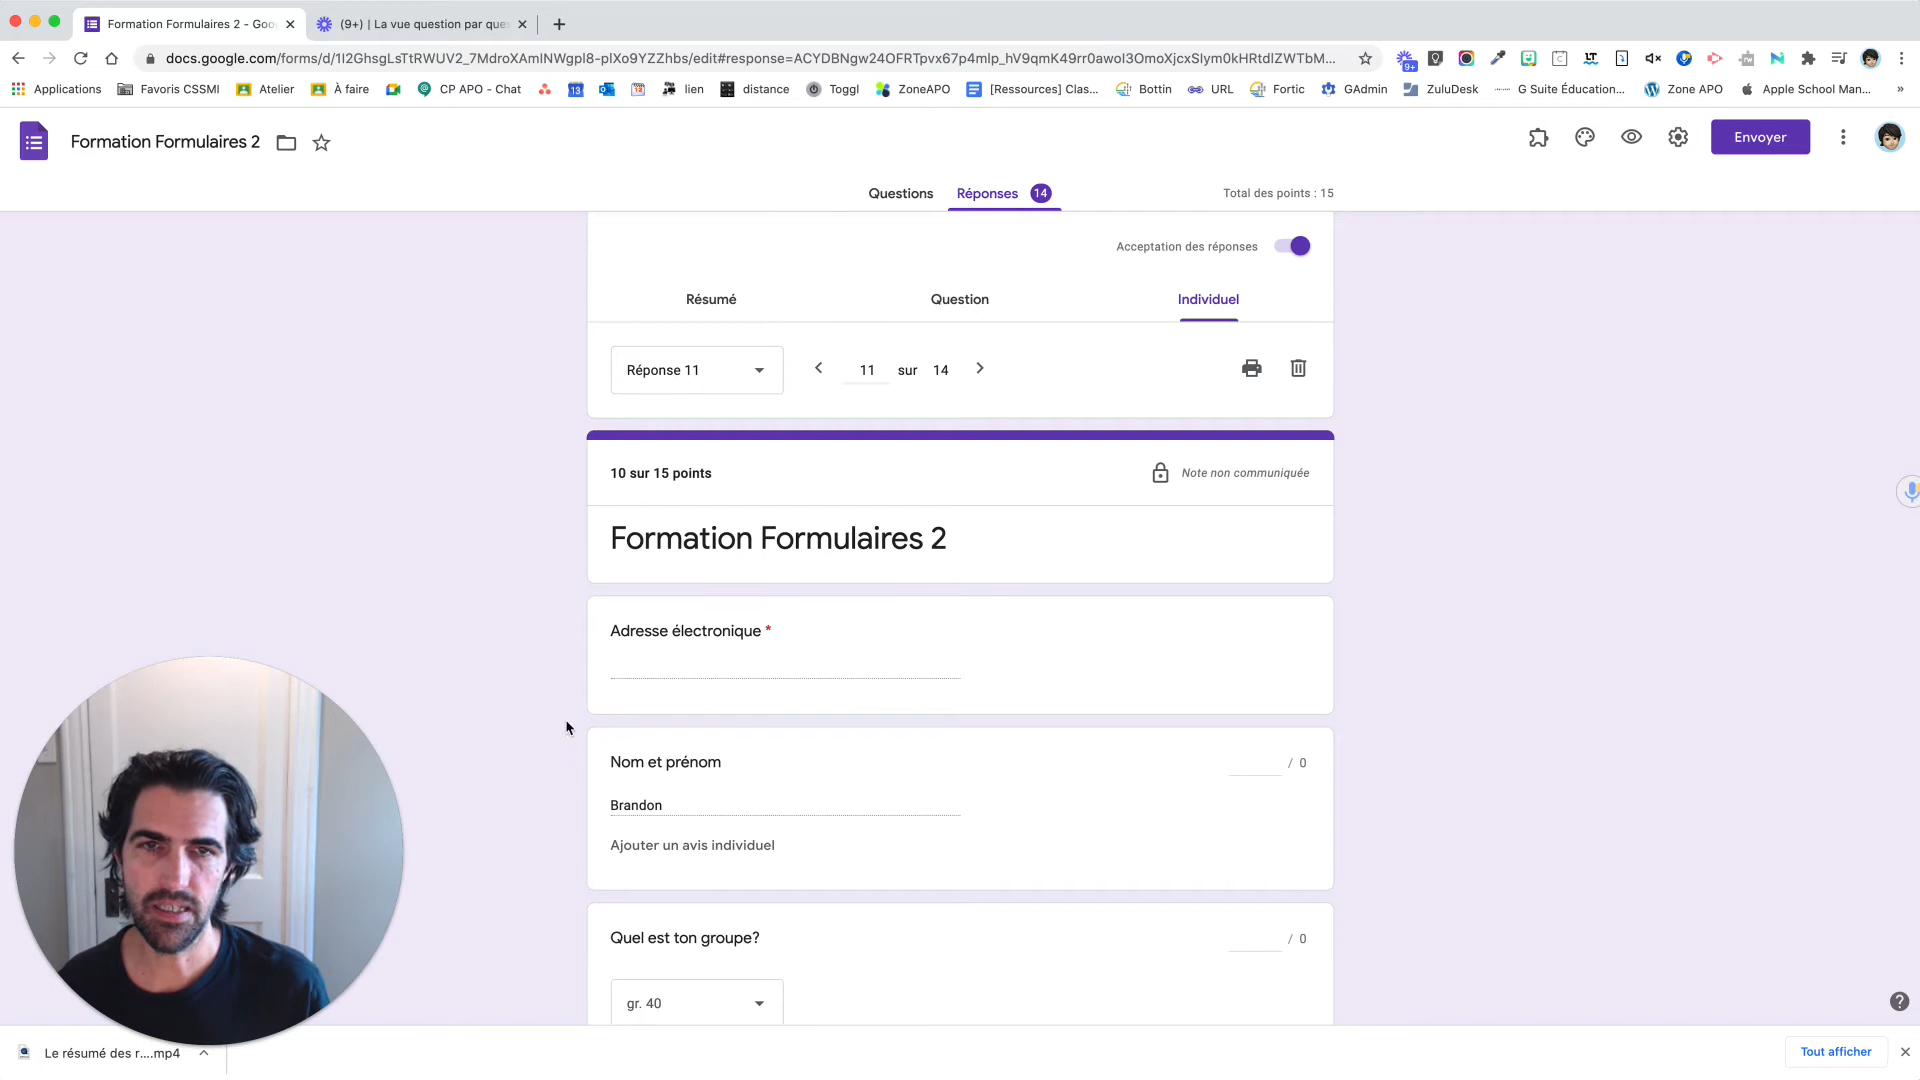 Formation Formulaires 2 - Goo
(9+) | La vue question par ques
docs.google.com/forms/d/1I2GhsgLsTtRWUV2_7MdroXAmINWgpl8-plXo9YZZhbs/edit#response=ACYDBNgw24OFRTpvx67p4mlp_hV9qmK49rr0awoI3OmoXjcxSIym0kHRtdlZWTbM...
9+
Applications
Favoris CSSMI
Atelier
À faire
CP APO - Chat
13
lien
distance
Toggl
ZoneAPO
[Ressources] Clas...
Bottin
URL
Fortic
GAdmin
ZuluDesk
G Suite Éducation...
Zone APO
Apple School Man...
»
Formation Formulaires 2
Envoyer
Questions
Réponses 14
Total des points : 15
Acceptation des réponses
Résumé
Question
Individuel
Réponse 11
11 sur 14
10 sur 15 points
Note non communiquée
Formation Formulaires 2
Adresse électronique *
Nom et prénom
/ 0
Brandon
Ajouter un avis individuel
Quel est ton groupe?
/ 0
gr. 40
Le résumé des r....mp4
Tout afficher